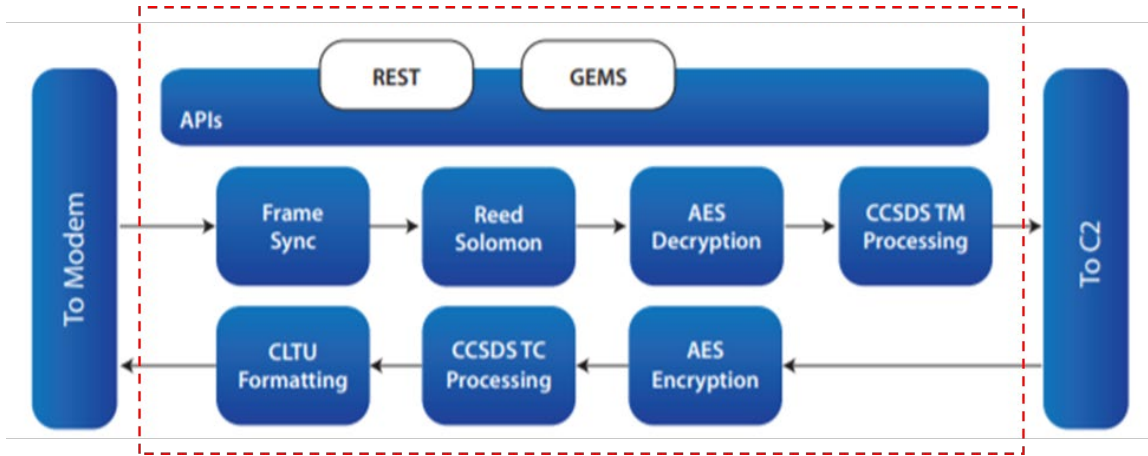 REST
GEMS
APIs
To Modem
Frame
Sync
Reed
Solomon
AES
Decryption
CCSDS TM
Processing
To C2
CLTU
Formatting
CCSDS TC
Processing
AES
Encryption